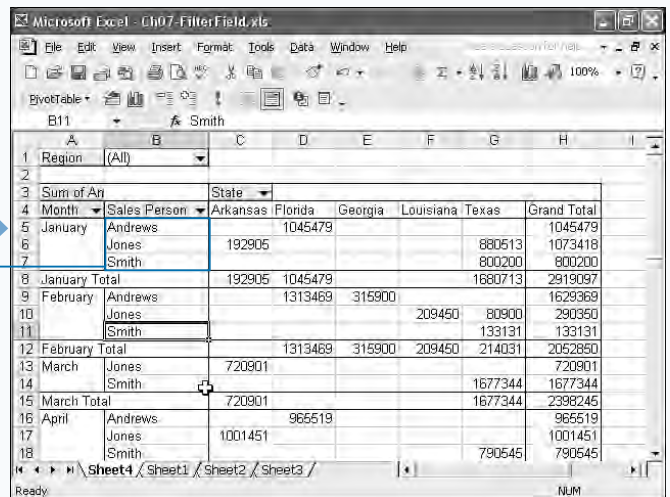 Microsoft Excel - Ch07-FilterField.xls
File Edit View Insert Format Tools Data Window Help
100%
PivotTable
B11 fx Smith
A B C D E F G H I
1 Region (All)
2
3 Sum of Am State
4 Month Sales Person Arkansas Florida Georgia Louisiana Texas Grand Total
5 January Andrews 1045479 1045479
6 Jones 192905 880513 1073418
7 Smith 800200 800200
8 January Total 192905 1045479 1680713 2919097
9 February Andrews 1313469 315900 1629369
10 Jones 209450 80900 290350
11 Smith 133131 133131
12 February Total 1313469 315900 209450 214031 2052850
13 March Jones 720901 720901
14 Smith 1677344 1677344
15 March Total 720901 1677344 2398245
16 April Andrews 965519 965519
17 Jones 1001451 1001451
18 Smith 790545 790545
Sheet4 / Sheet1 / Sheet2 / Sheet3 /
Ready NUM